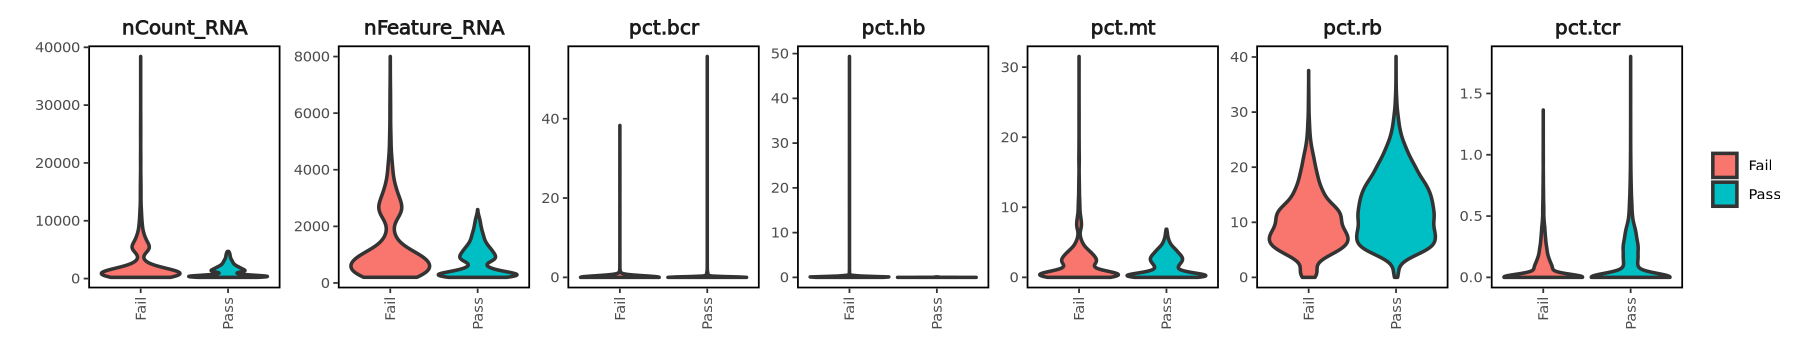 nCount_RNA
40000
30000
20000
10000
0
Fail
Pass
nFeature_RNA
8000
6000
4000
2000
0
Fail
Pass
pct.bcr
40
20
0
Fail
Pass
pct.hb
50
40
30
20
10
0
Fail
Pass
pct.mt
30
20
10
0
Fail
Pass
pct.rb
40
30
20
10
0
Fail
Pass
pct.tcr
1.5
1.0
0.5
0.0
Fail
Pass
Fail
Pass